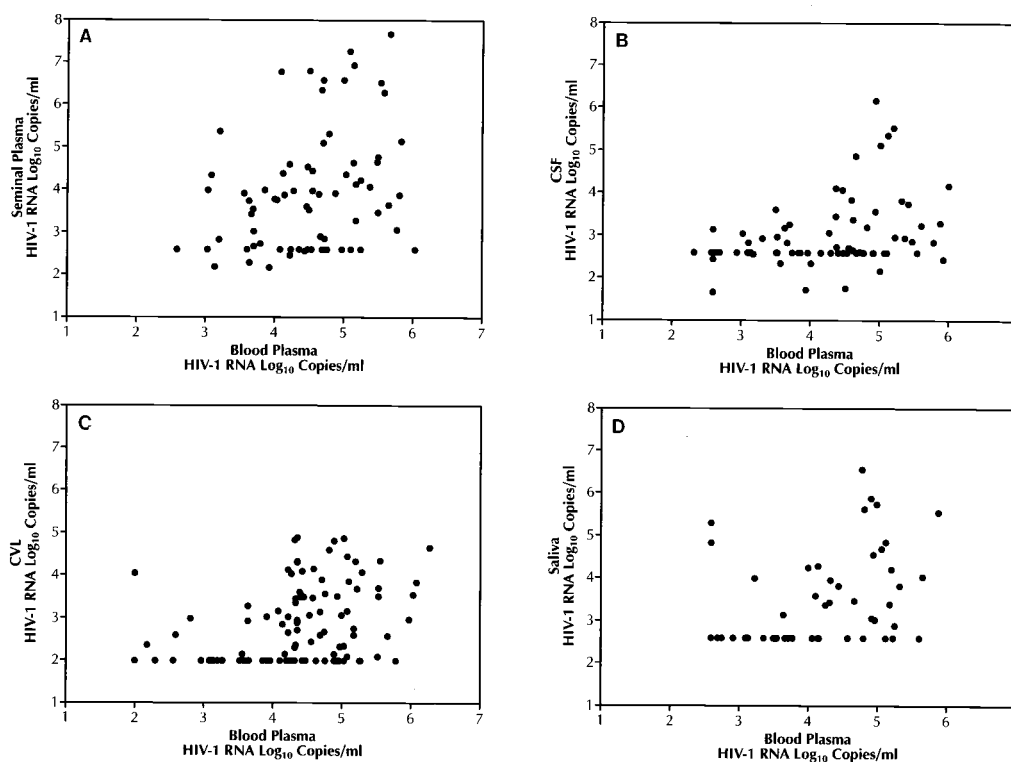 A
8
7
6
5
4
3
2
1
Seminal Plasma
HIV-1 RNA Log10 Copies/ml
1 2 3 4 5 6 7
Blood Plasma
HIV-1 RNA Log10 Copies/ml
B
8
7
6
5
4
3
2
1
CSF
HIV-1 RNA Log10 Copies/ml
1 2 3 4 5 6
Blood Plasma
HIV-1 RNA Log10 Copies/ml
C
8
7
6
5
4
3
2
1
CVL
HIV-1 RNA Log10 Copies/ml
1 2 3 4 5 6 7
Blood Plasma
HIV-1 RNA Log10 Copies/ml
D
8
7
6
5
4
3
2
1
Saliva
HIV-1 RNA Log10 Copies/ml
1 2 3 4 5 6
Blood Plasma
HIV-1 RNA Log10 Copies/ml